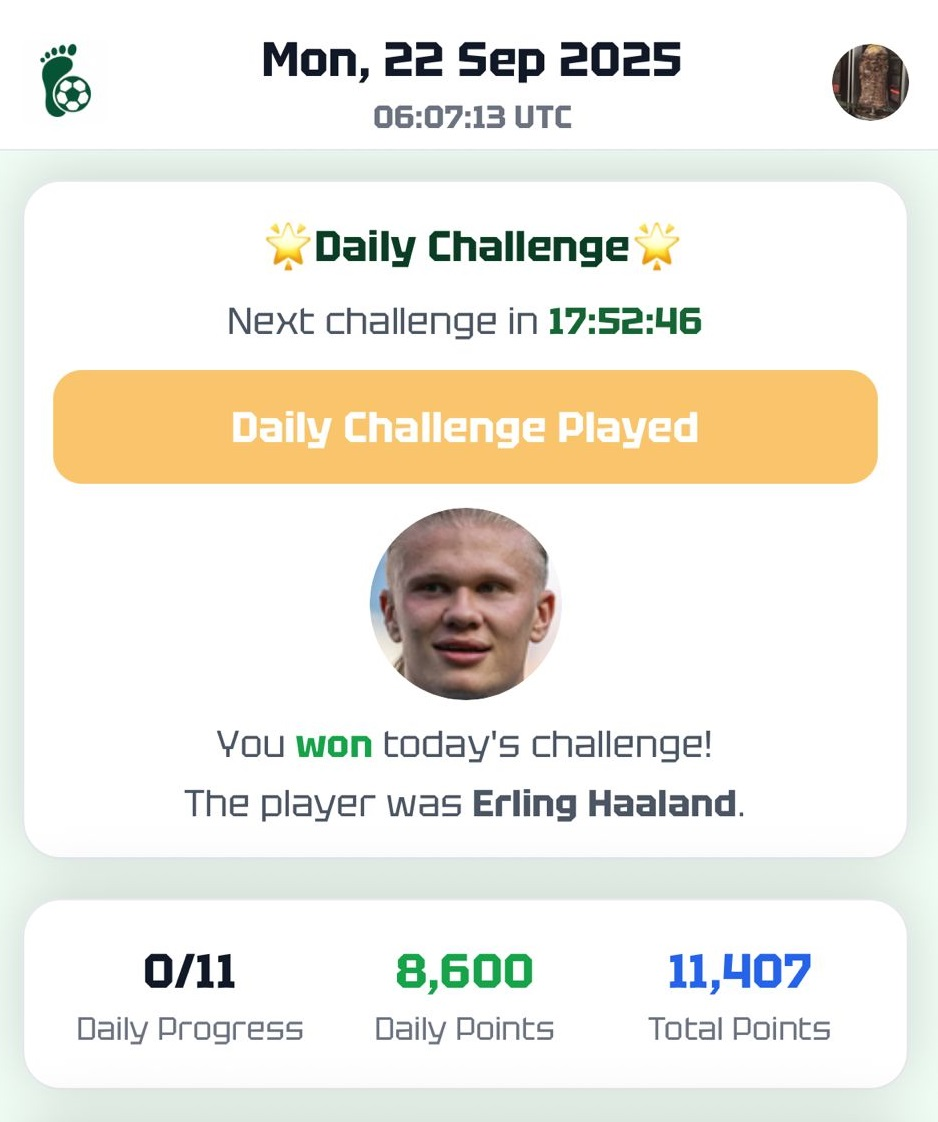 Mon, 22 Sep 2025
06:07:13 UTC
🌟Daily Challenge🌟
Next challenge in 17:52:46
Daily Challenge Played
You won today's challenge!
The player was Erling Haaland.
0/11 8,600 11,407
Daily Progress Daily Points Total Points